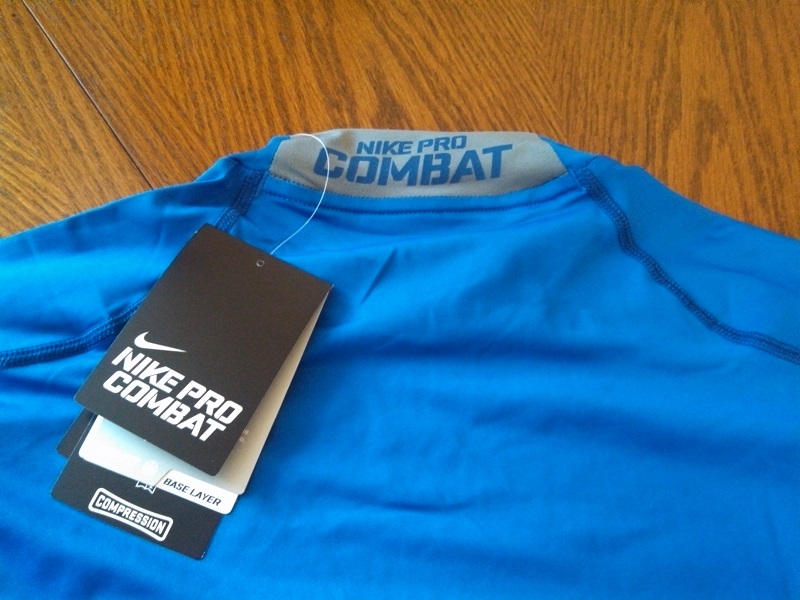 NIKE PRO
COMBAT
NIKE PRO
COMBAT
BASE LAYER
COMPRESSION